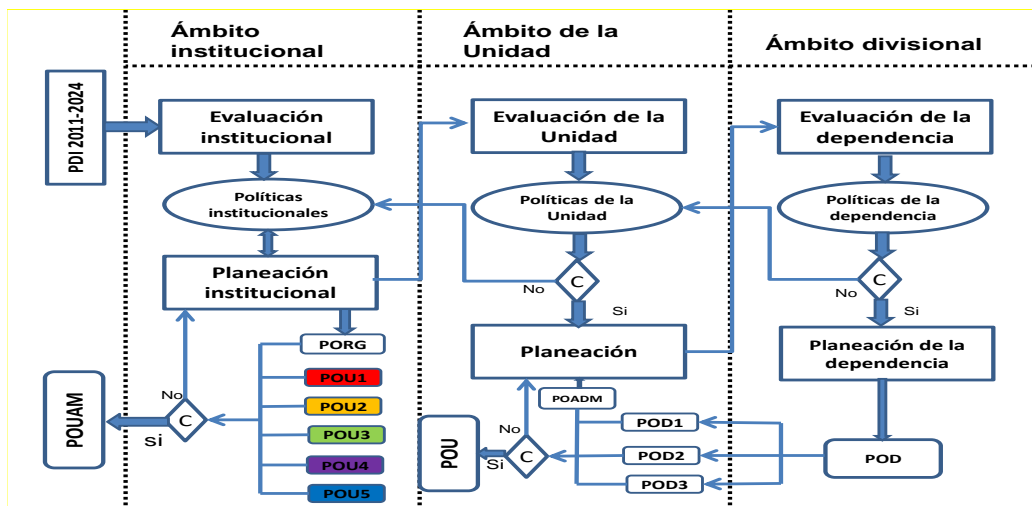 Ámbito
institucional
Ámbito de la
Unidad
Ámbito divisional
PDI 2011-2024
Evaluación
institucional
Políticas
institucionales
Planeación
institucional
PORG
POU1
POU2
POU3
POU4
POU5
No
C
si
POUAM
Evaluación de la
Unidad
Políticas de la
Unidad
C
No
Si
Planeación
POADM
POD1
POD2
POD3
No
C
Si
POU
Evaluación de la
dependencia
Políticas de la
dependencia
C
No
Si
Planeación de la
dependencia
POD